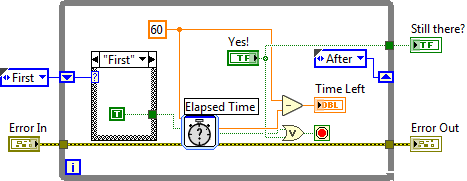 Still there?
TF
60
Yes!
TF
"First"
After
First
?
Time Left
DBL
Elapsed Time
T
?
V
Error In
Error Out
i